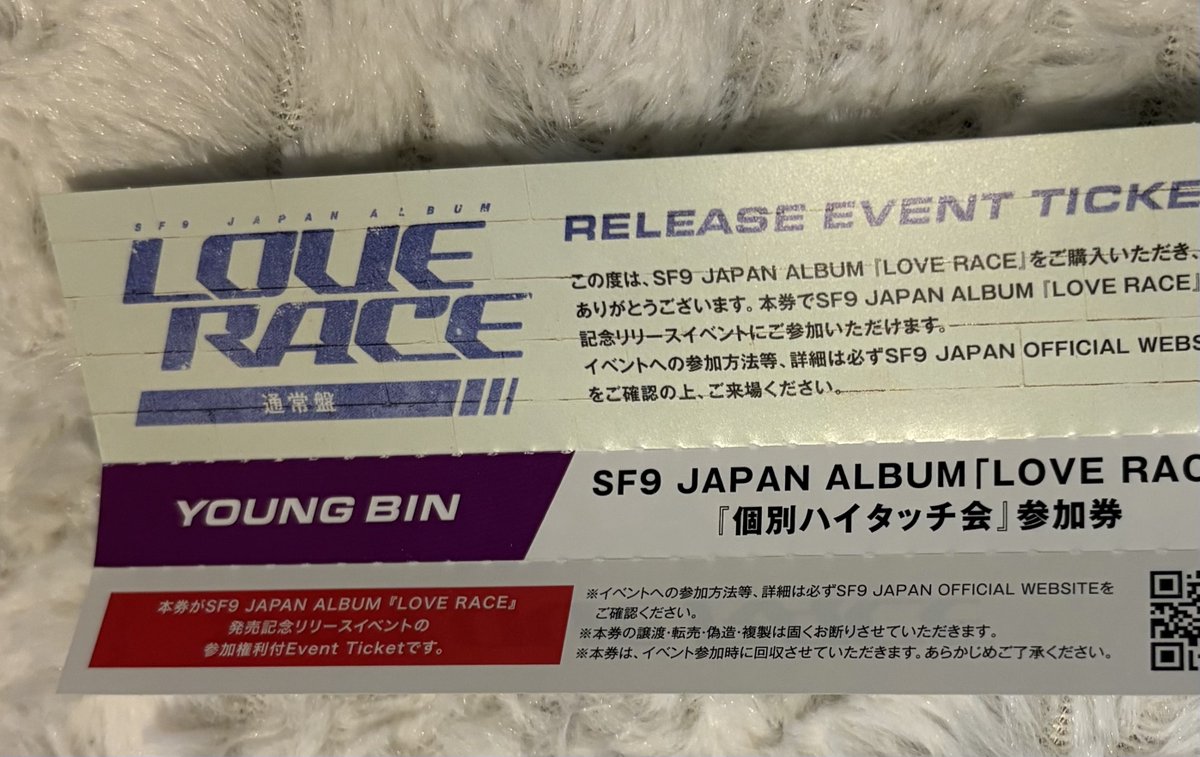 SF9 JAPAN ALBUM
LOVE RACE
通常盤
RELEASE EVENT TICKE
この度は、SF9 JAPAN ALBUM『LOVE RACE』をご購入いただき、
ありがとうございます。本券でSF9 JAPAN ALBUM『LOVE RACE』
記念リリースイベントにご参加いただけます。
イベントへの参加方法等、詳細は必ずSF9 JAPAN OFFICIAL WEBS
をご確認の上、ご来場ください。
YOUNG BIN
SF9 JAPAN ALBUM「LOVE RAC
『個別ハイタッチ会』参加券
本券がSF9 JAPAN ALBUM『LOVE RACE』
発売記念リリースイベントの
参加権利付Event Ticketです。
※イベントへの参加方法等、詳細は必ずSF9 JAPAN OFFICIAL WEBSITEを
ご確認ください。
※本券の譲渡・転売・偽造・複製は固くお断りさせていただきます。
※本券は、イベント参加時に回収させていただきます。あらかじめご了承ください。